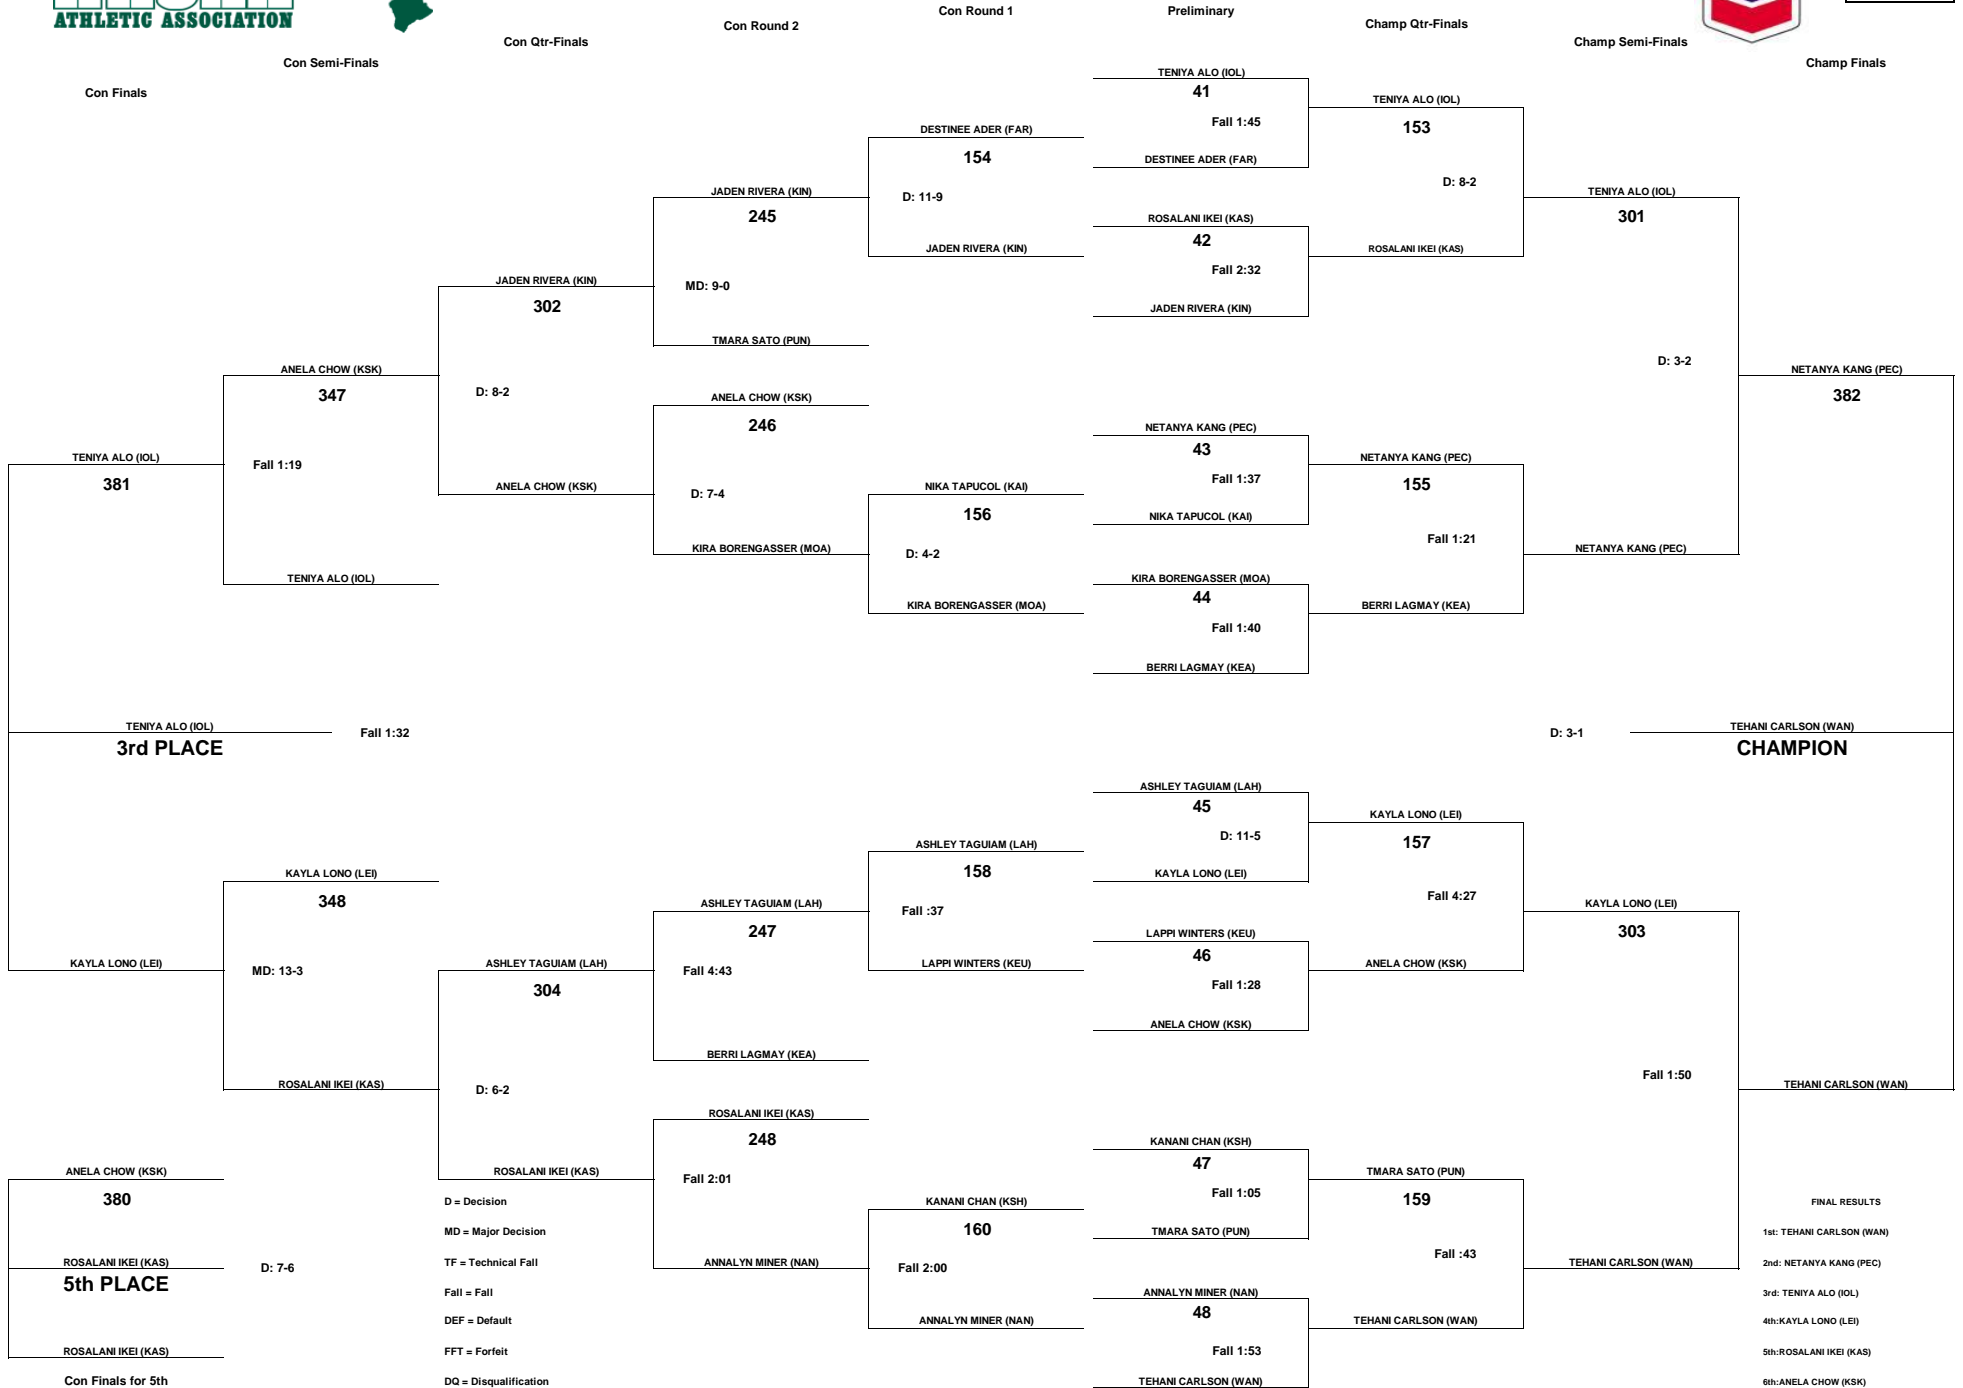 ATHLETIC ASSOCIATION
Con Finals
Con Semi-Finals
Con Qtr-Finals
Con Round 2
Con Round 1
Preliminary
Champ Qtr-Finals
Champ Semi-Finals
Champ Finals
TENIYA ALO (IOL)
41
Fall 1:45
DESTINEE ADER (FAR)
ROSALANI IKEI (KAS)
42
Fall 2:32
JADEN RIVERA (KIN)
NETANYA KANG (PEC)
43
Fall 1:37
NIKA TAPUCOL (KAI)
KIRA BORENGASSER (MOA)
44
Fall 1:40
BERRI LAGMAY (KEA)
ASHLEY TAGUIAM (LAH)
45
D: 11-5
KAYLA LONO (LEI)
LAPPI WINTERS (KEU)
46
Fall 1:28
ANELA CHOW (KSK)
KANANI CHAN (KSH)
47
Fall 1:05
TMARA SATO (PUN)
ANNALYN MINER (NAN)
48
Fall 1:53
TEHANI CARLSON (WAN)
TENIYA ALO (IOL)
153
D: 8-2
ROSALANI IKEI (KAS)
NETANYA KANG (PEC)
155
Fall 1:21
BERRI LAGMAY (KEA)
KAYLA LONO (LEI)
157
Fall 4:27
ANELA CHOW (KSK)
TMARA SATO (PUN)
159
Fall :43
TEHANI CARLSON (WAN)
TENIYA ALO (IOL)
301
D: 3-2
NETANYA KANG (PEC)
KAYLA LONO (LEI)
303
Fall 1:50
TEHANI CARLSON (WAN)
NETANYA KANG (PEC)
382
D: 3-1
TEHANI CARLSON (WAN)
CHAMPION
TEHANI CARLSON (WAN)
DESTINEE ADER (FAR)
154
D: 11-9
JADEN RIVERA (KIN)
NIKA TAPUCOL (KAI)
156
D: 4-2
KIRA BORENGASSER (MOA)
ASHLEY TAGUIAM (LAH)
158
Fall :37
LAPPI WINTERS (KEU)
KANANI CHAN (KSH)
160
Fall 2:00
ANNALYN MINER (NAN)
JADEN RIVERA (KIN)
245
MD: 9-0
TMARA SATO (PUN)
ANELA CHOW (KSK)
246
D: 7-4
KIRA BORENGASSER (MOA)
ASHLEY TAGUIAM (LAH)
247
Fall 4:43
BERRI LAGMAY (KEA)
ROSALANI IKEI (KAS)
248
Fall 2:01
ANNALYN MINER (NAN)
JADEN RIVERA (KIN)
302
D: 8-2
ANELA CHOW (KSK)
ASHLEY TAGUIAM (LAH)
304
D: 6-2
ROSALANI IKEI (KAS)
ANELA CHOW (KSK)
347
Fall 1:19
TENIYA ALO (IOL)
KAYLA LONO (LEI)
348
MD: 13-3
ROSALANI IKEI (KAS)
TENIYA ALO (IOL)
381
TENIYA ALO (IOL)
3rd PLACE
Fall 1:32
KAYLA LONO (LEI)
ANELA CHOW (KSK)
380
ROSALANI IKEI (KAS)
5th PLACE
D: 7-6
ROSALANI IKEI (KAS)
Con Finals for 5th
D = Decision
MD = Major Decision
TF = Technical Fall
Fall = Fall
DEF = Default
FFT = Forfeit
DQ = Disqualification
FINAL RESULTS
1st: TEHANI CARLSON (WAN)
2nd: NETANYA KANG (PEC)
3rd: TENIYA ALO (IOL)
4th:KAYLA LONO (LEI)
5th:ROSALANI IKEI (KAS)
6th:ANELA CHOW (KSK)